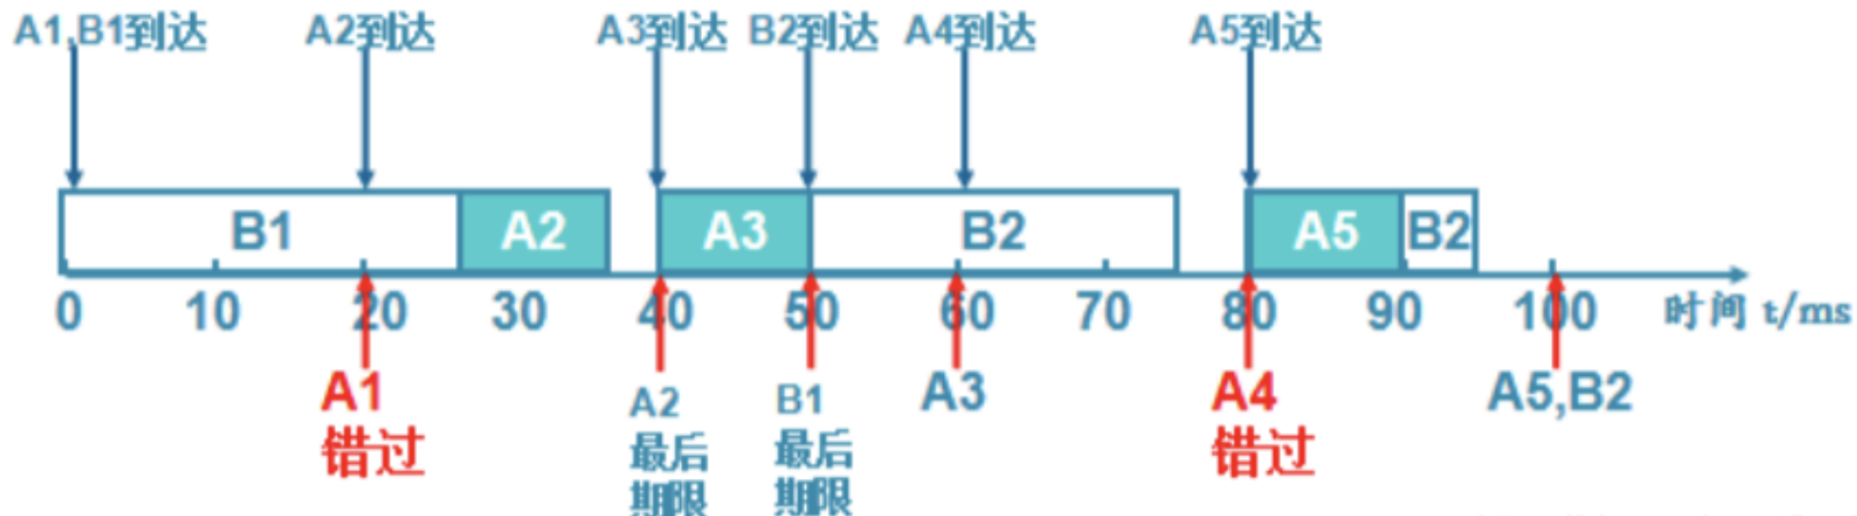 A1,B1到达 A2到达 A3到达 B2到达 A4到达 A5到达
B1 A2 A3 B2 A5 B2
0 10 20 30 40 50 60 70 80 90 100 时间 t/ms
A1 A2 B1 A3 A4 A5,B2
错过 最后 最后 错过
期限 期限